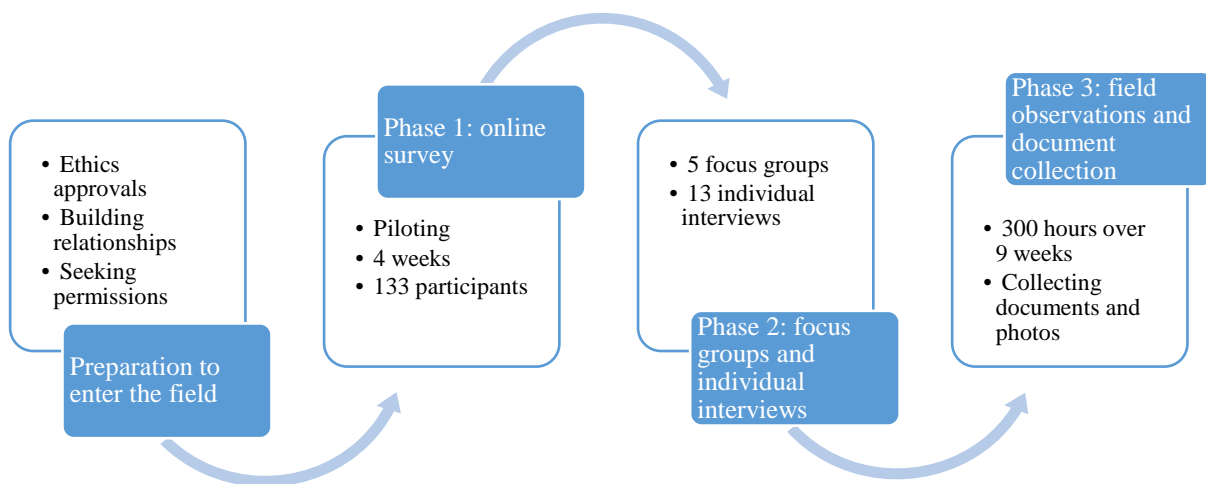 • Ethics
approvals
• Building
relationships
• Seeking
permissions
Preparation to
enter the field
Phase 1: online
survey
• Piloting
• 4 weeks
• 133 participants
• 5 focus groups
• 13 individual
interviews
Phase 2: focus
groups and
individual
interviews
Phase 3: field
observations and
document
collection
• 300 hours over
9 weeks
• Collecting
documents and
photos